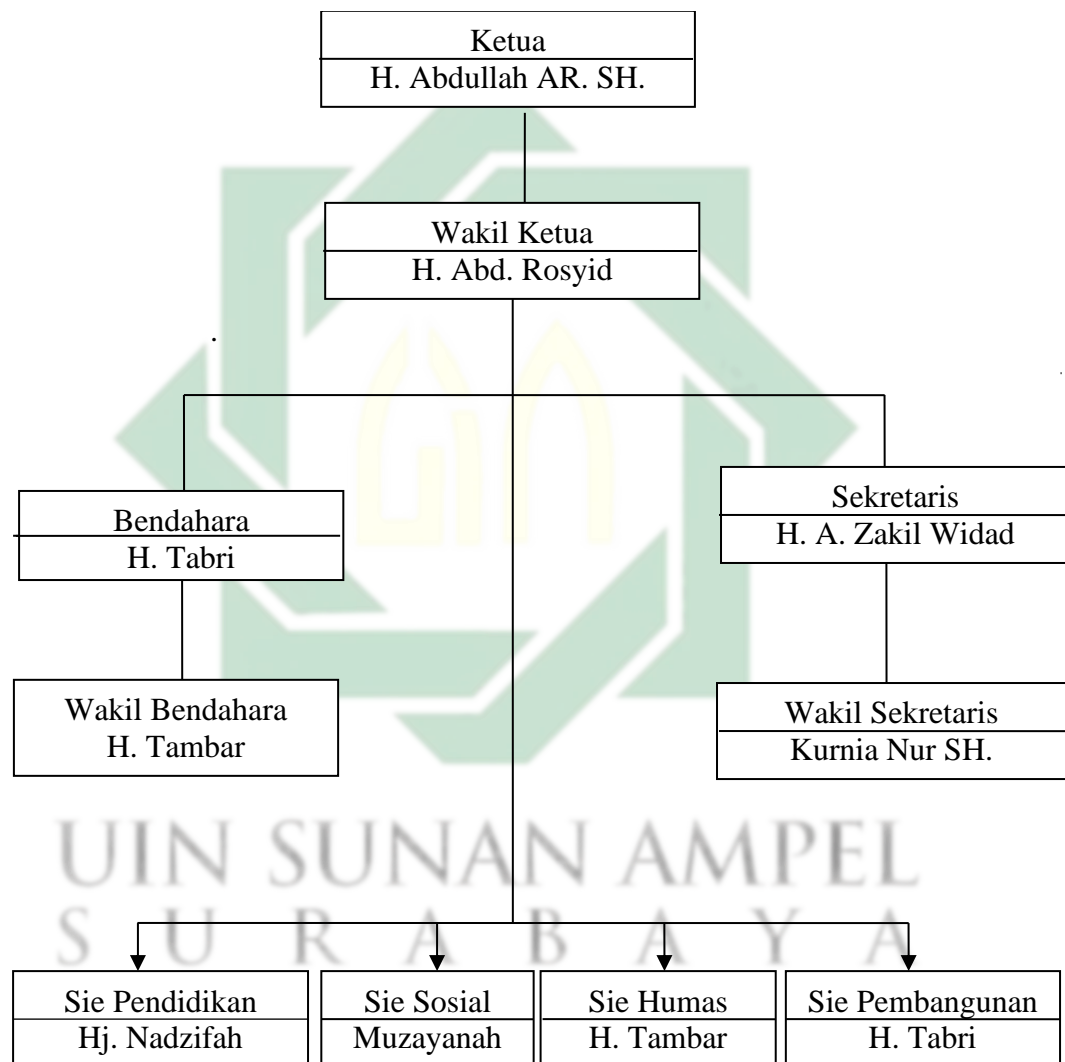 Ketua
H. Abdullah AR. SH.
Wakil Ketua
H. Abd. Rosyid
.
Bendahara
H. Tabri
Sekretaris
H. A. Zakil Widad
Wakil Bendahara
H. Tambar
Wakil Sekretaris
Kurnia Nur SH.
UIN SUNAN AMPEL
SURABAYA
Sie Pendidikan
Hj. Nadzifah
Sie Sosial
Muzayanah
Sie Humas
H. Tambar
Sie Pembangunan
H. Tabri